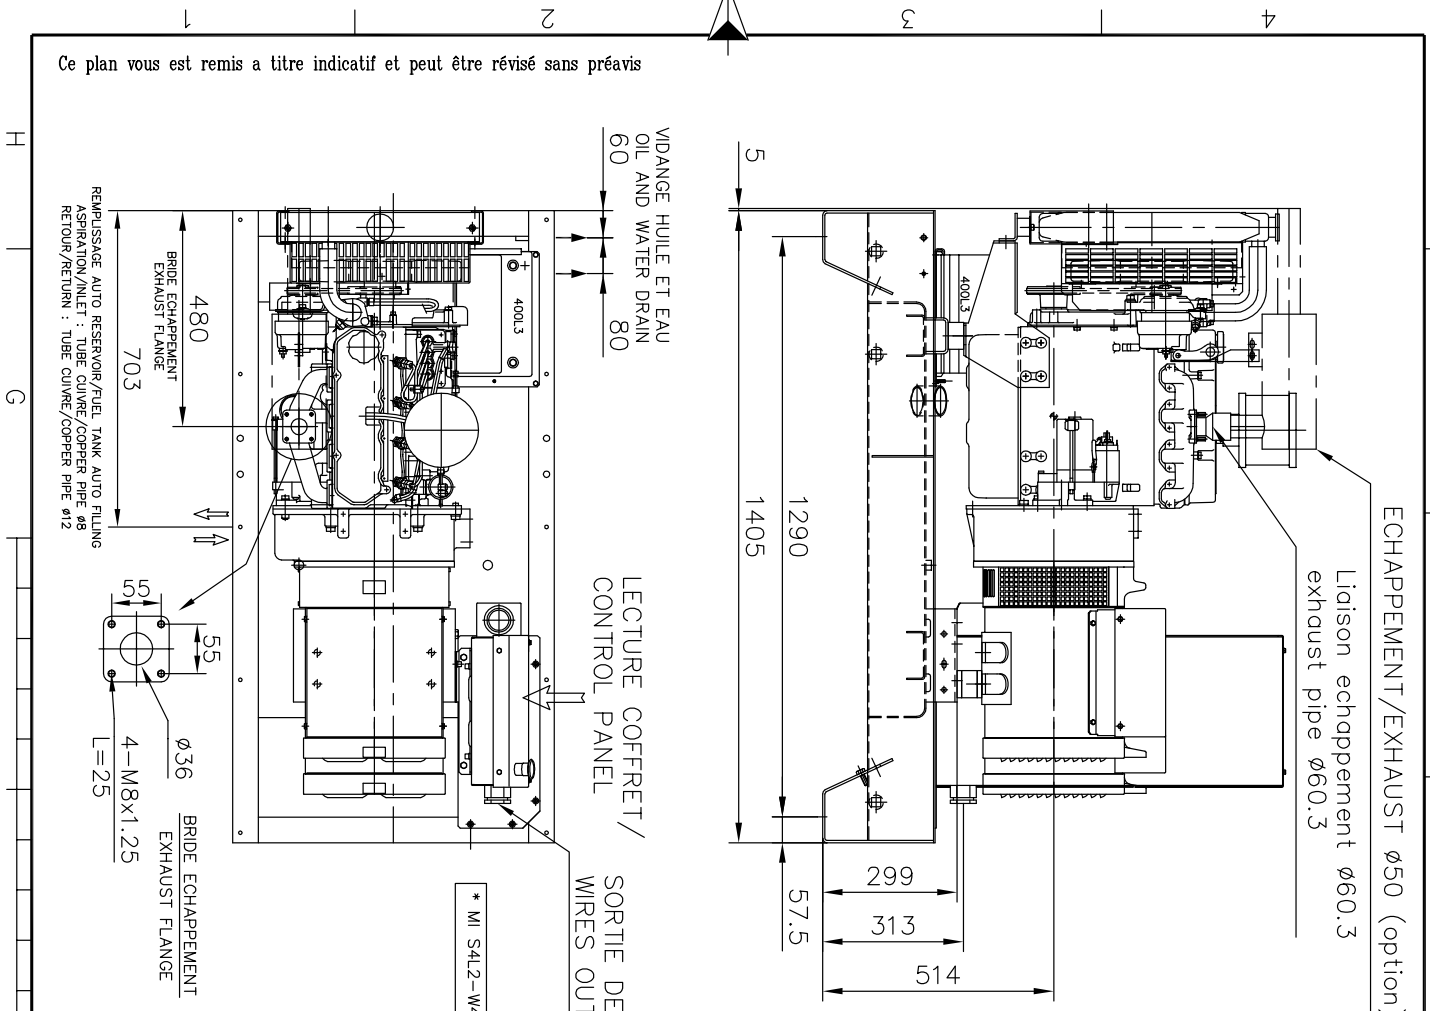 1
2
3
4
Ce plan vous est remis a titre indicatif et peut être révisé sans préavis
H
G
VIDANGE HUILE ET EAU
OIL AND WATER DRAIN
60
80
5
400L3
400L3
REMPLISSAGE AUTO RESERVOIR/FUEL TANK AUTO FILLING
ASPIRATION/INLET : TUBE CUIVRE/COPPER PIPE ø8
RETOUR/RETURN : TUBE CUIVRE/COPPER PIPE ø12
BRIDE ECHAPPEMENT
EXHAUST FLANGE
480
703
1290
1405
ECHAPPEMENT/EXHAUST ø50 (option)
Liaison echappement ø60.3
exhaust pipe ø60.3
LECTURE COFFRET/
CONTROL PANEL
55
55
ø36
4-M8x1.25
L=25
BRIDE ECHAPPEMENT
EXHAUST FLANGE
SORTIE DE
WIRES OUT
* MI S4L2-W4
57.5
299
313
514